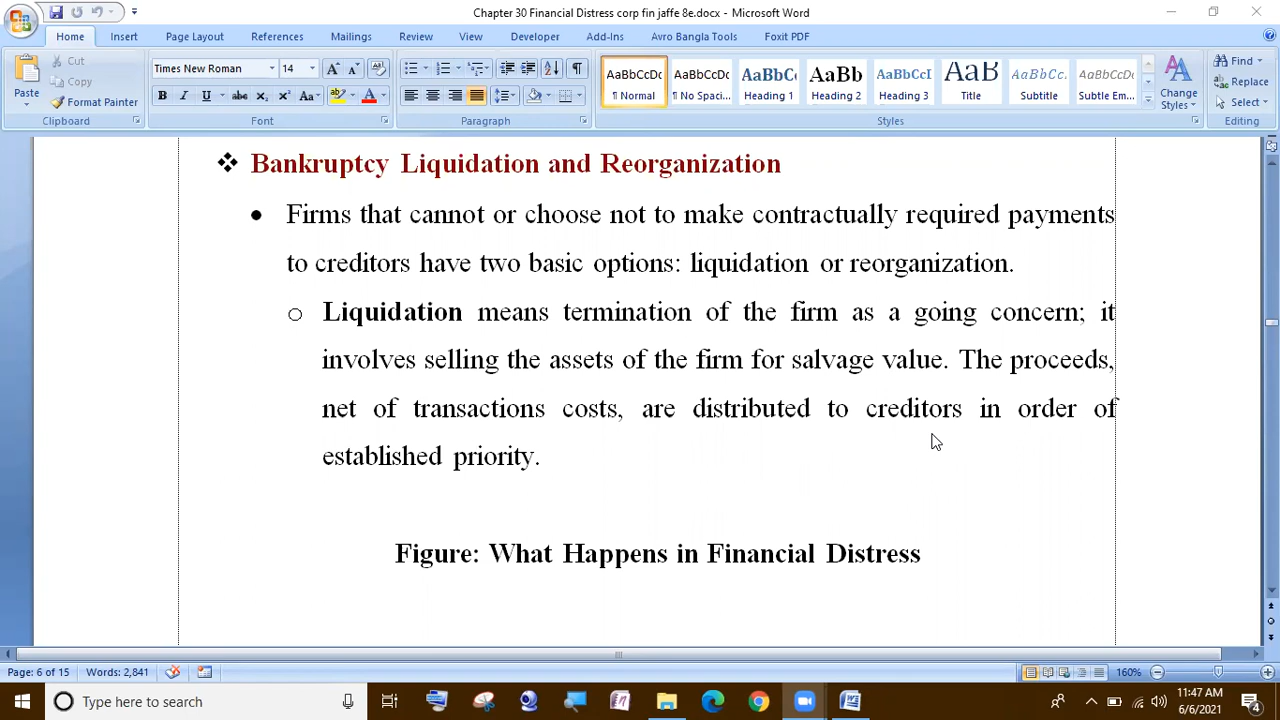 Chapter 30 Financial Distress corp fin jaffe 8e.docx - Microsoft Word
Home Insert Page Layout References Mailings Review View Developer Add-Ins Avro Bangla Tools Foxit PDF
Paste
Cut
Copy
Format Painter
Clipboard
Times New Roman 14
B I U abc x₂ x² Aa A
Font
Paragraph
AaBbCcDc AaBbCcDc AaBbC AaBbC AaBbCcI AaB AaBbCc. AaBbCcDc
¶ Normal ¶ No Spaci... Heading 1 Heading 2 Heading 3 Title Subtitle Subtle Em...
Styles
Change Styles
Find
Replace
Select
Editing
❖ Bankruptcy Liquidation and Reorganization
• Firms that cannot or choose not to make contractually required payments
to creditors have two basic options: liquidation or reorganization.
o Liquidation means termination of the firm as a going concern; it
involves selling the assets of the firm for salvage value. The proceeds,
net of transactions costs, are distributed to creditors in order of
established priority.
Figure: What Happens in Financial Distress
Page: 6 of 15 Words: 2,841 160%
Type here to search
11:47 AM
6/6/2021
4